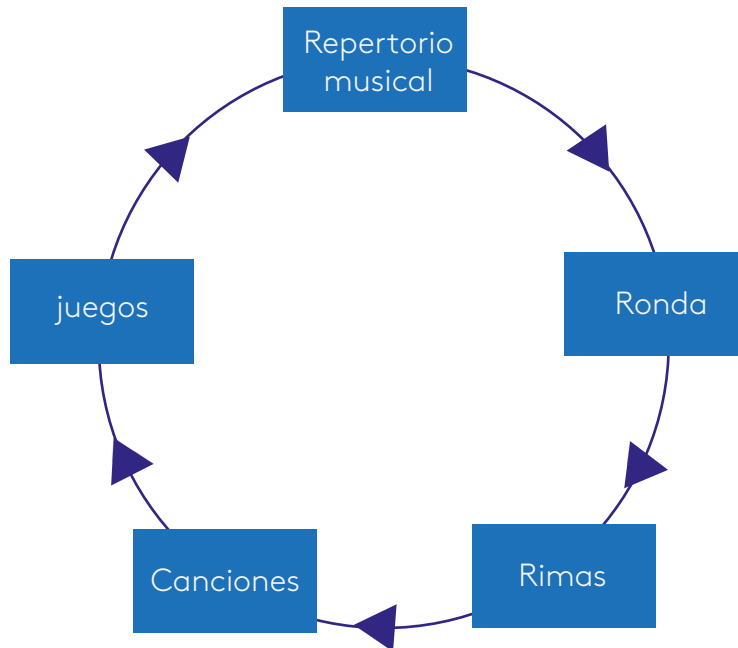 Repertorio
musical
Ronda
Rimas
Canciones
juegos